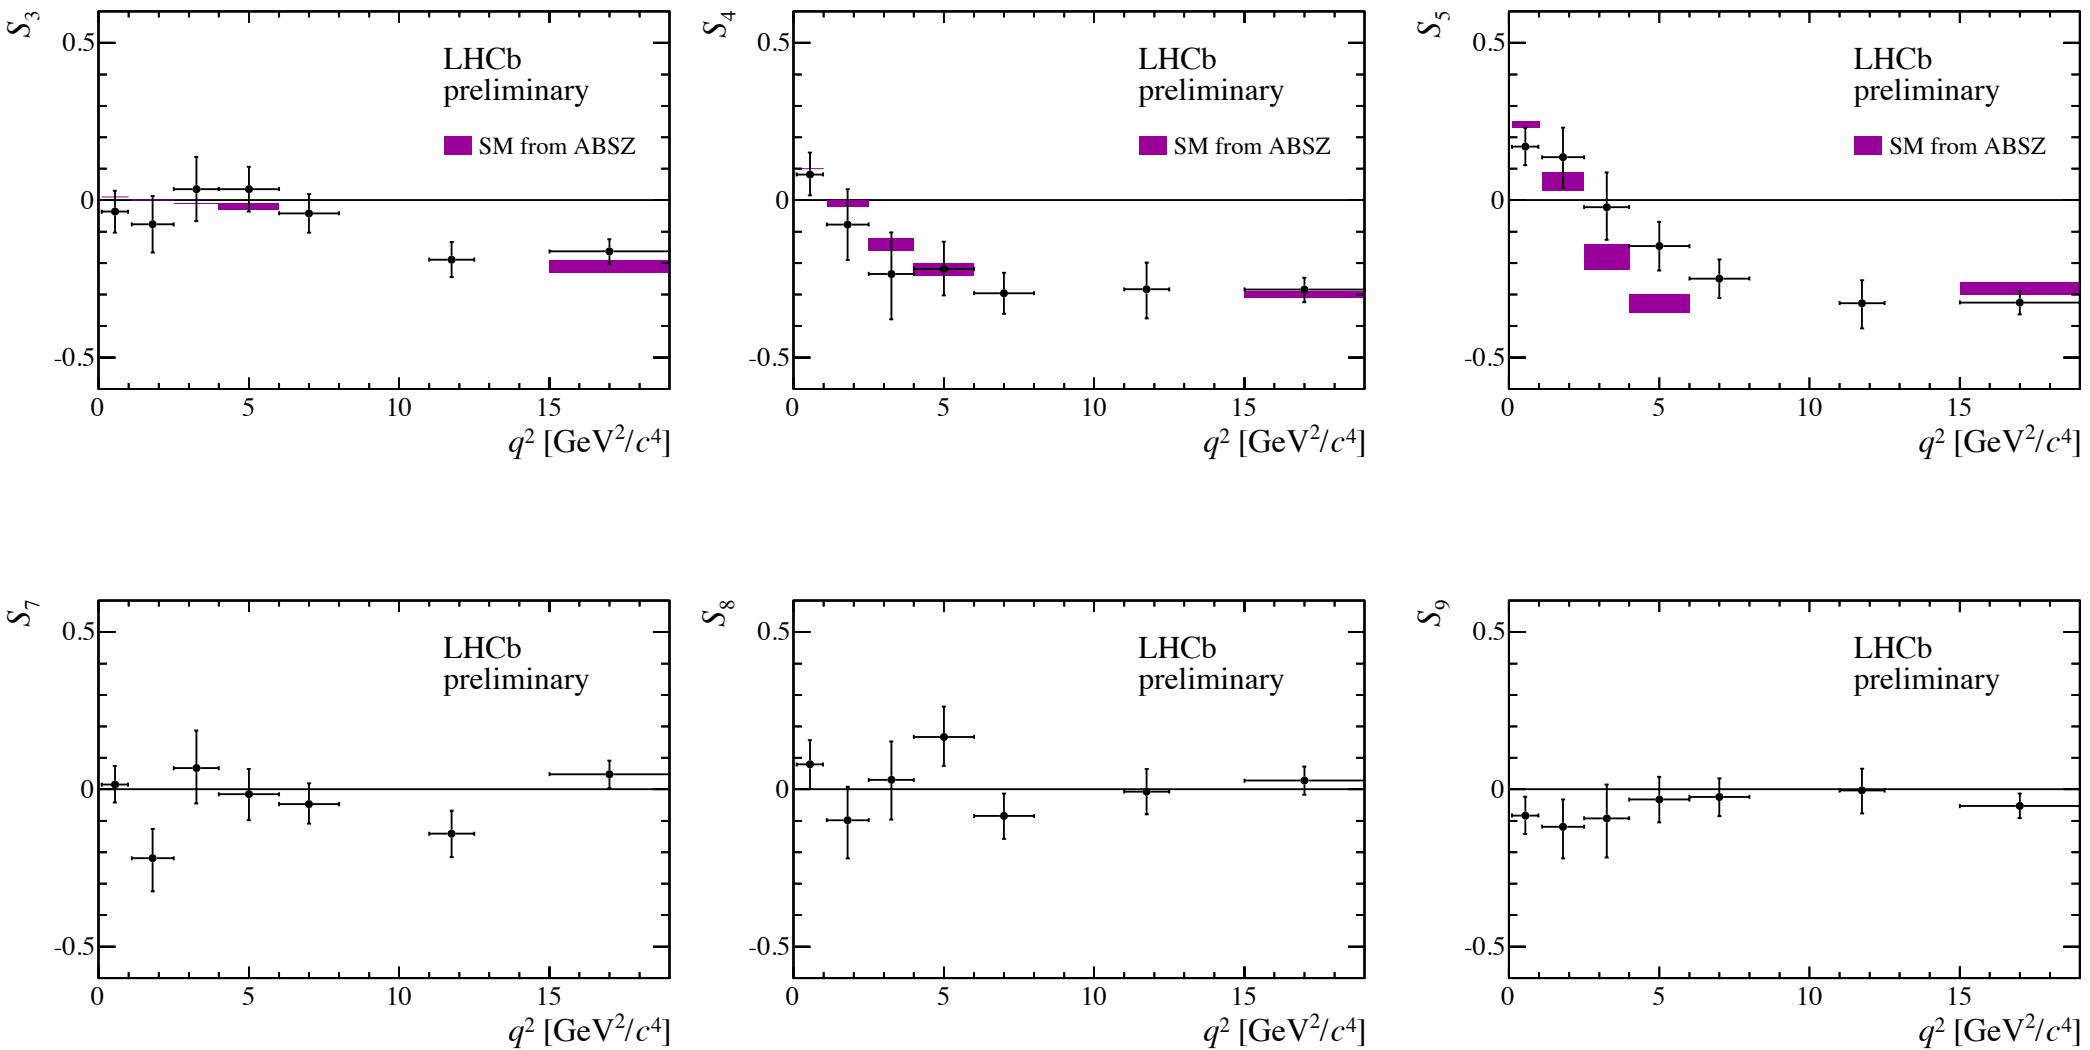 S₃
0.5
0
-0.5
LHCb
preliminary
SM from ABSZ
0 5 10 15
q² [GeV²/c⁴]
S₄
0.5
0
-0.5
LHCb
preliminary
SM from ABSZ
0 5 10 15
q² [GeV²/c⁴]
S₅
0.5
0
-0.5
LHCb
preliminary
SM from ABSZ
0 5 10 15
q² [GeV²/c⁴]
S₇
0.5
0
-0.5
LHCb
preliminary
0 5 10 15
q² [GeV²/c⁴]
S₈
0.5
0
-0.5
LHCb
preliminary
0 5 10 15
q² [GeV²/c⁴]
S₉
0.5
0
-0.5
LHCb
preliminary
0 5 10 15
q² [GeV²/c⁴]